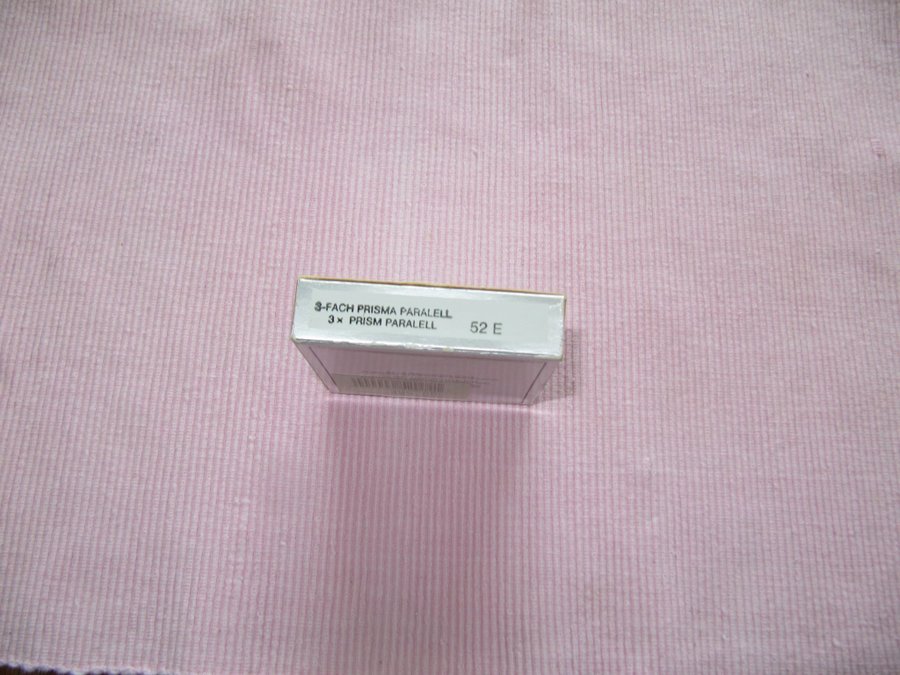 3-FACH PRISMA PARALELL
3× PRISM PARALELL
52 E